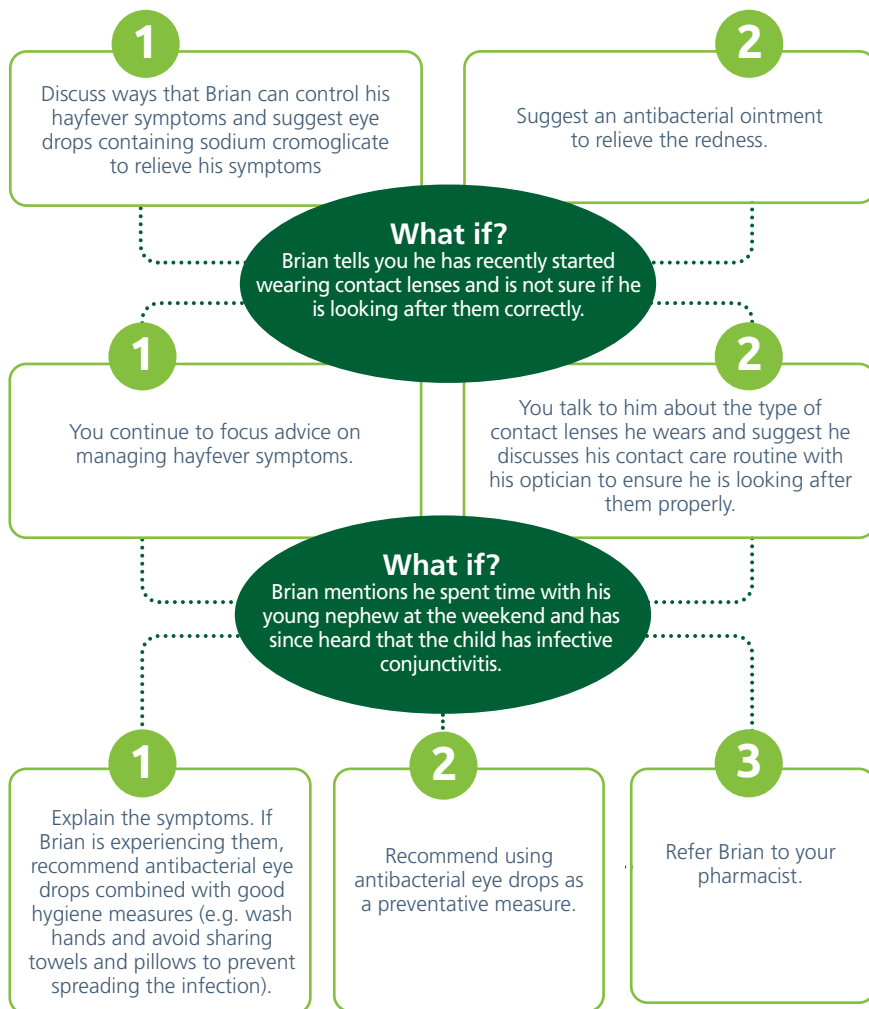 1
Discuss ways that Brian can control his
hayfever symptoms and suggest eye
drops containing sodium cromoglicate
to relieve his symptoms
2
Suggest an antibacterial ointment
to relieve the redness.
What if?
Brian tells you he has recently started
wearing contact lenses and is not sure if he
is looking after them correctly.
1
You continue to focus advice on
managing hayfever symptoms.
2
You talk to him about the type of
contact lenses he wears and suggest he
discusses his contact care routine with
his optician to ensure he is looking after
them properly.
What if?
Brian mentions he spent time with his
young nephew at the weekend and has
since heard that the child has infective
conjunctivitis.
1
Explain the symptoms. If
Brian is experiencing them,
recommend antibacterial eye
drops combined with good
hygiene measures (e.g. wash
hands and avoid sharing
towels and pillows to prevent
spreading the infection).
2
Recommend using
antibacterial eye drops as
a preventative measure.
3
Refer Brian to your
pharmacist.